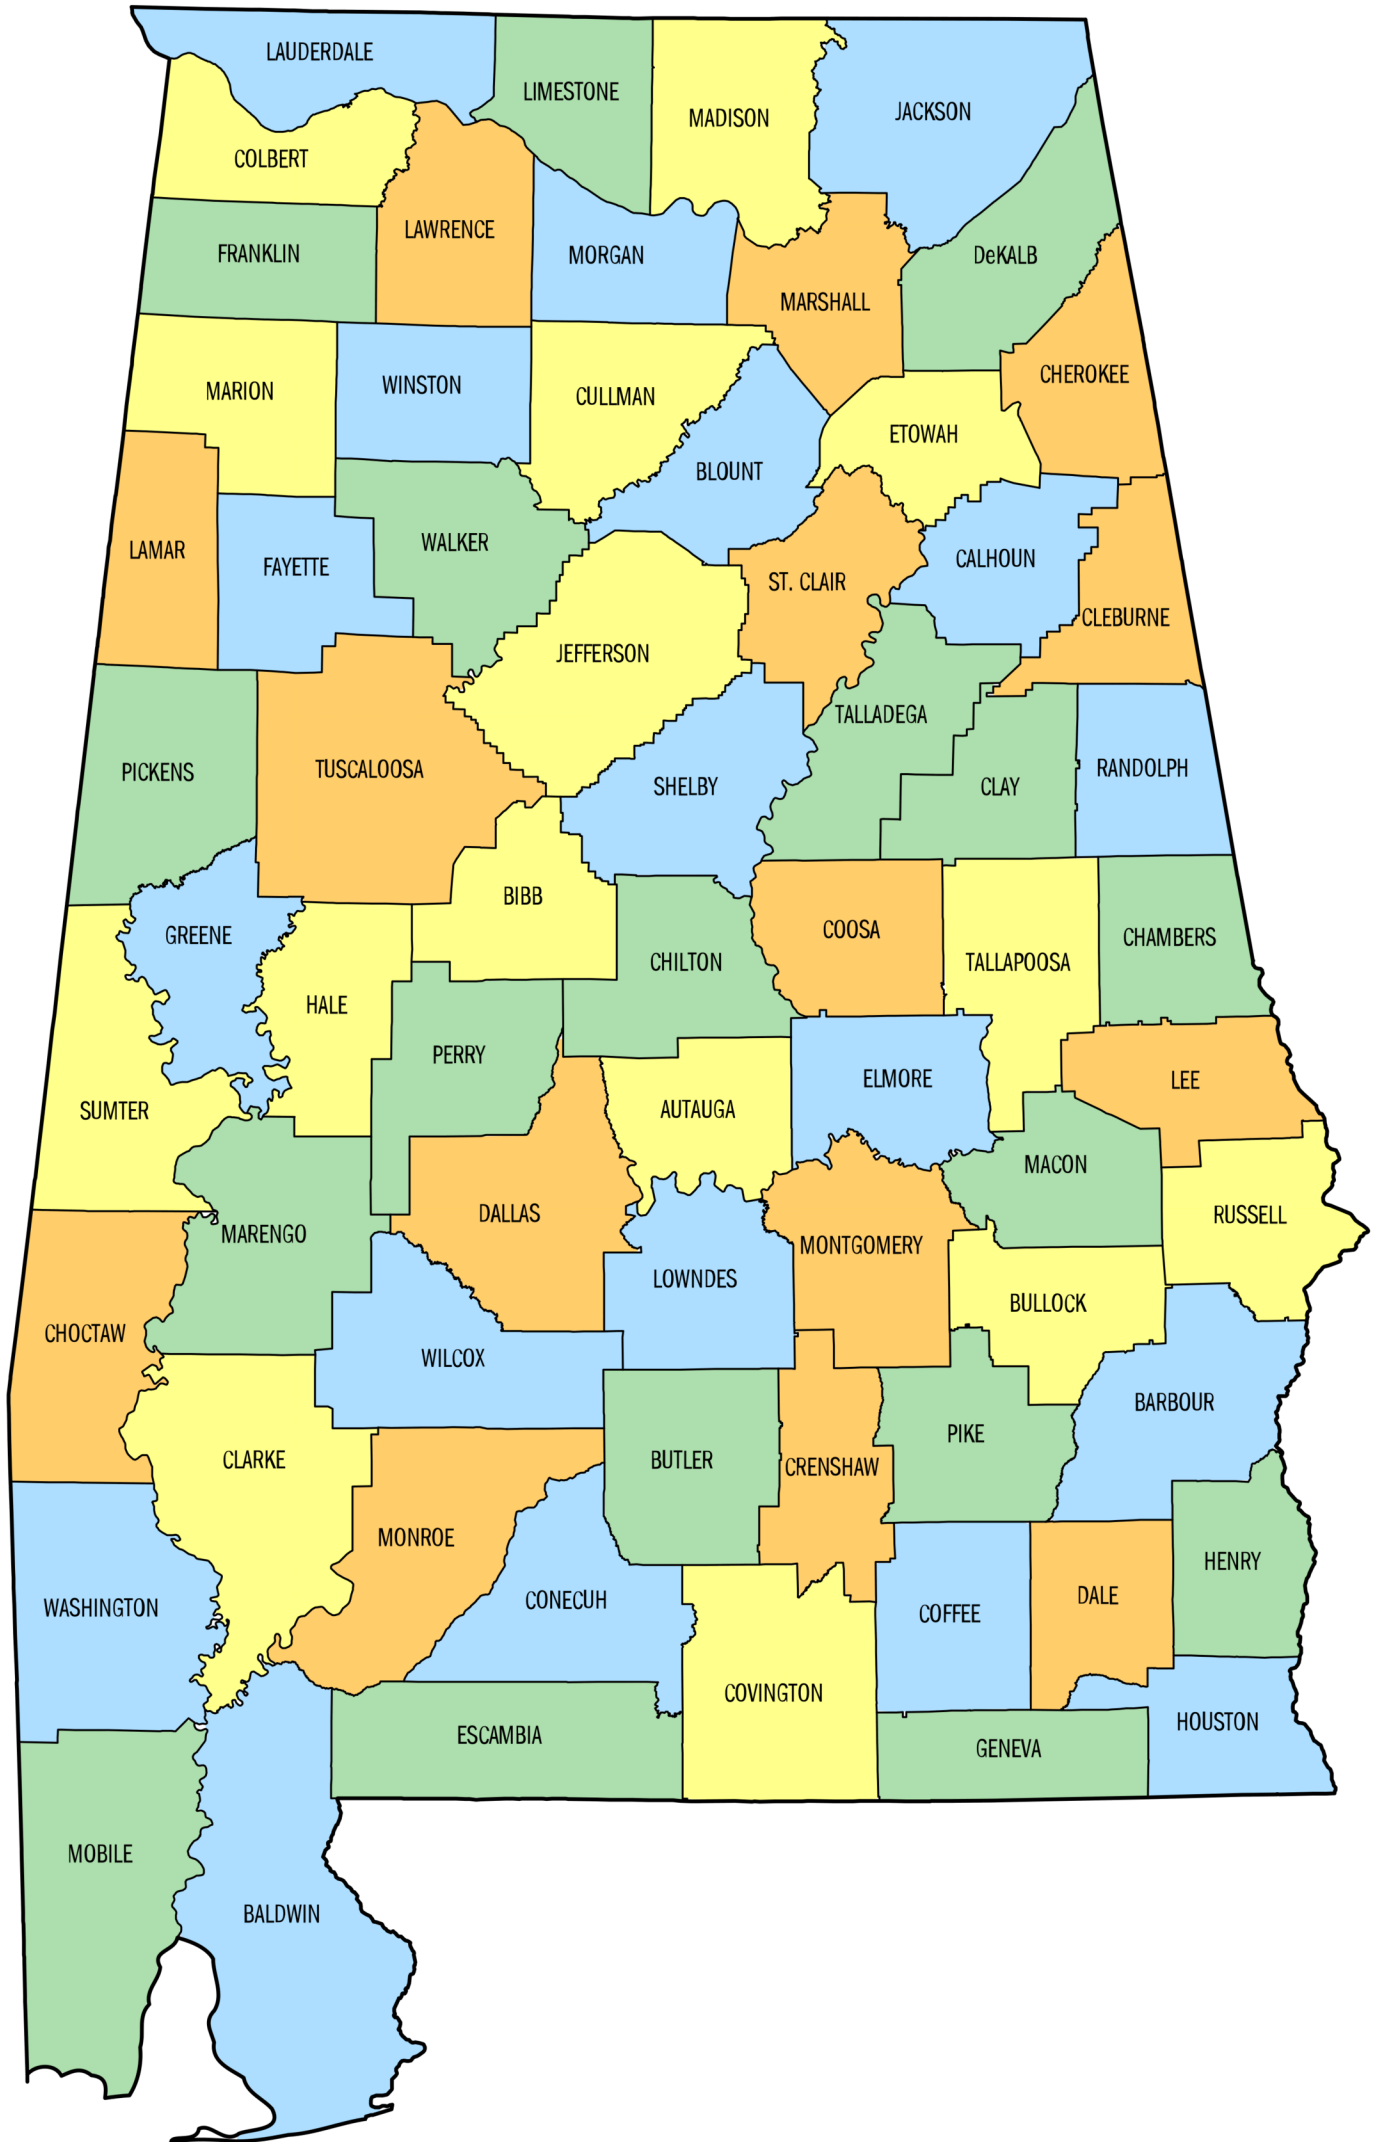 LAUDERDALE
LIMESTONE
MADISON
JACKSON
COLBERT
LAWRENCE
FRANKLIN
MORGAN
DeKALB
MARSHALL
CHEROKEE
MARION
WINSTON
CULLMAN
ETOWAH
BLOUNT
LAMAR
FAYETTE
WALKER
ST. CLAIR
CALHOUN
CLEBURNE
JEFFERSON
TALLADEGA
PICKENS
TUSCALOOSA
SHELBY
CLAY
RANDOLPH
BIBB
GREENE
COOSA
CHAMBERS
CHILTON
TALLAPOOSA
HALE
PERRY
ELMORE
LEE
SUMTER
AUTAUGA
MACON
DALLAS
RUSSELL
MARENGO
MONTGOMERY
LOWNDES
BULLOCK
CHOCTAW
WILCOX
BARBOUR
PIKE
CLARKE
BUTLER
CRENSHAW
MONROE
HENRY
WASHINGTON
CONECUH
COFFEE
DALE
COVINGTON
HOUSTON
ESCAMBIA
GENEVA
MOBILE
BALDWIN